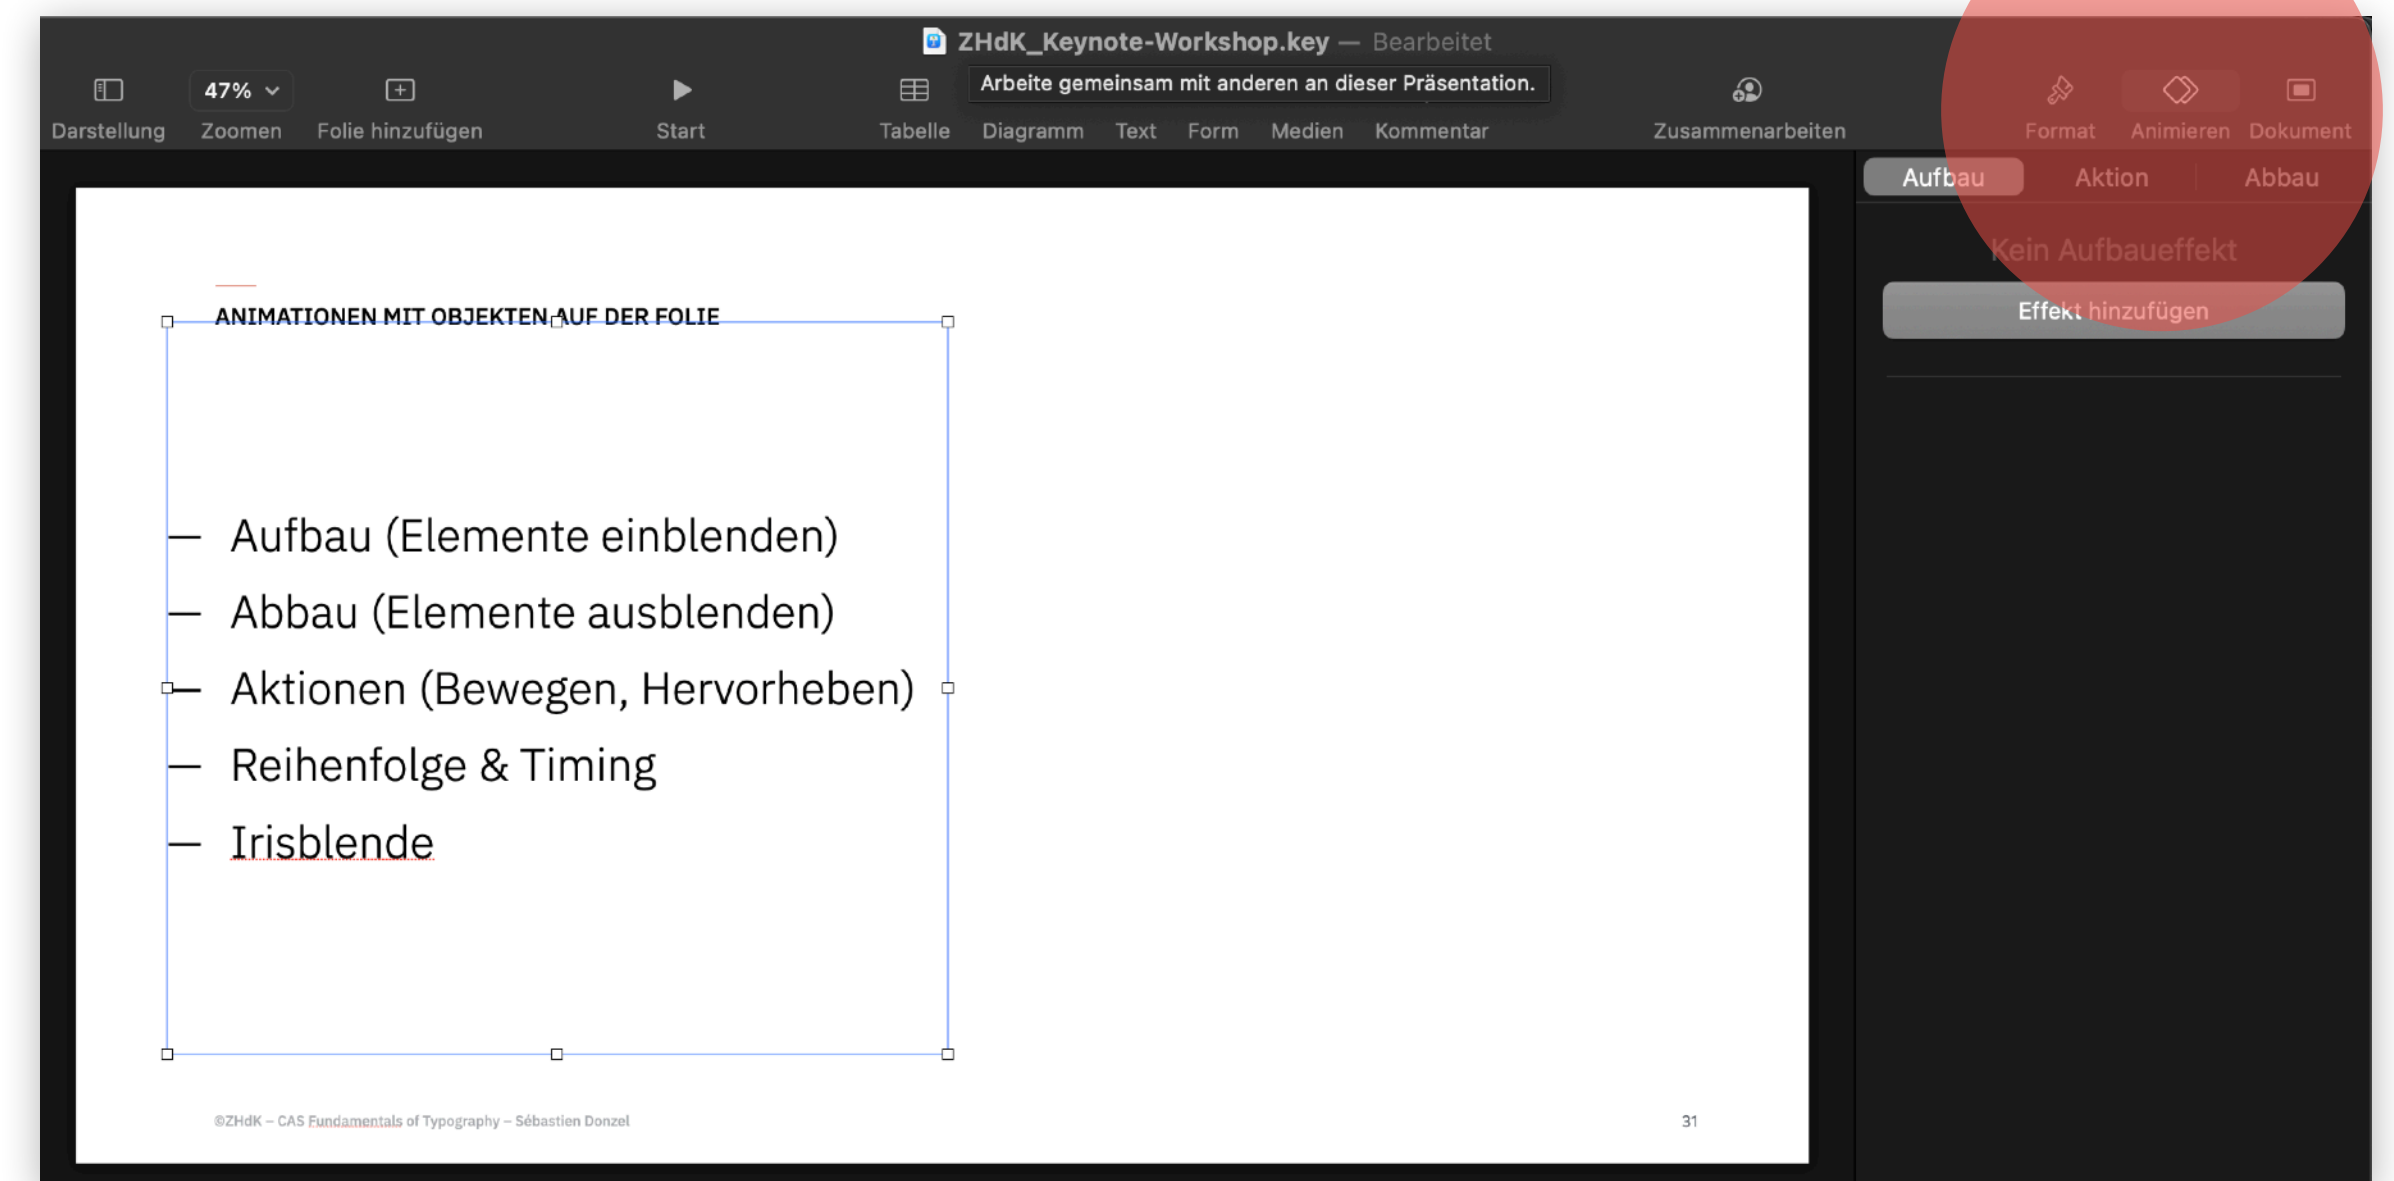 ZHdK_Keynote-Workshop.key — Bearbeitet
47%
Arbeite gemeinsam mit anderen an dieser Präsentation.
Darstellung Zoomen Folie hinzufügen Start Tabelle Diagramm Text Form Medien Kommentar Zusammenarbeiten Format Animieren Dokument
Aufbau Aktion Abbau
Kein Aufbaueffekt
Effekt hinzufügen
ANIMATIONEN MIT OBJEKTEN AUF DER FOLIE
— Aufbau (Elemente einblenden)
— Abbau (Elemente ausblenden)
— Aktionen (Bewegen, Hervorheben)
— Reihenfolge & Timing
— Irisblende
©ZHdK – CAS Fundamentals of Typography – Sébastien Donzel
31